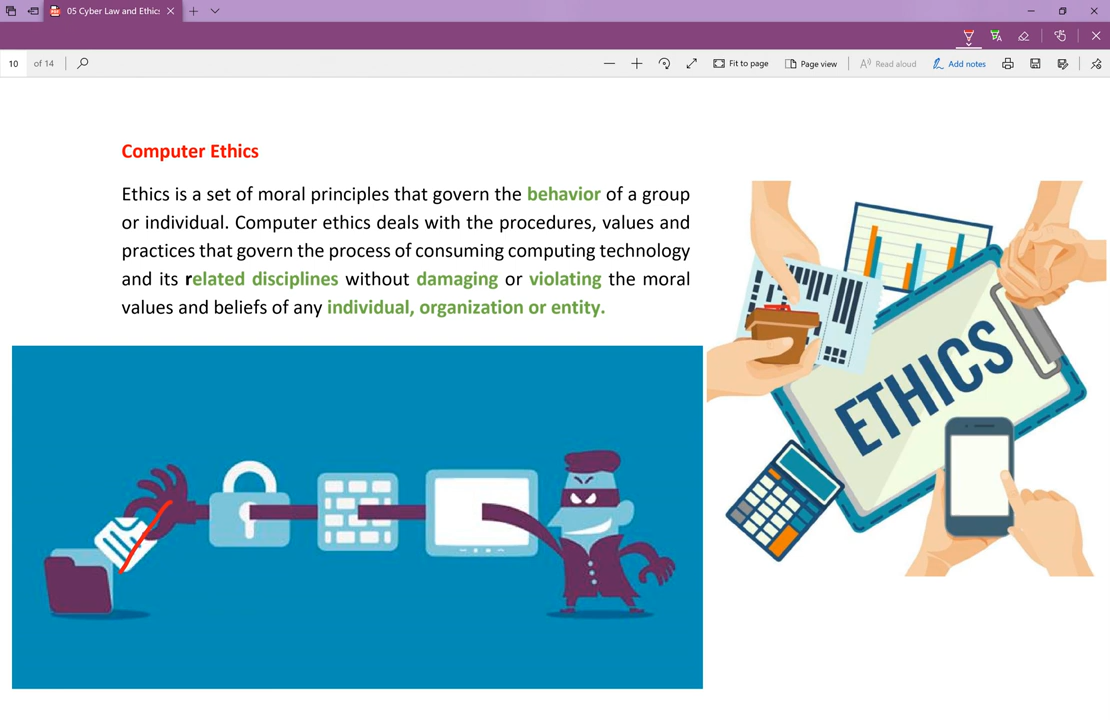 05 Cyber Law and Ethic
10 of 14
Fit to page
Page view
Read aloud
Add notes
Computer Ethics
Ethics is a set of moral principles that govern the behavior of a group
or individual. Computer ethics deals with the procedures, values and
practices that govern the process of consuming computing technology
and its related disciplines without damaging or violating the moral
values and beliefs of any individual, organization or entity.
ETHICS